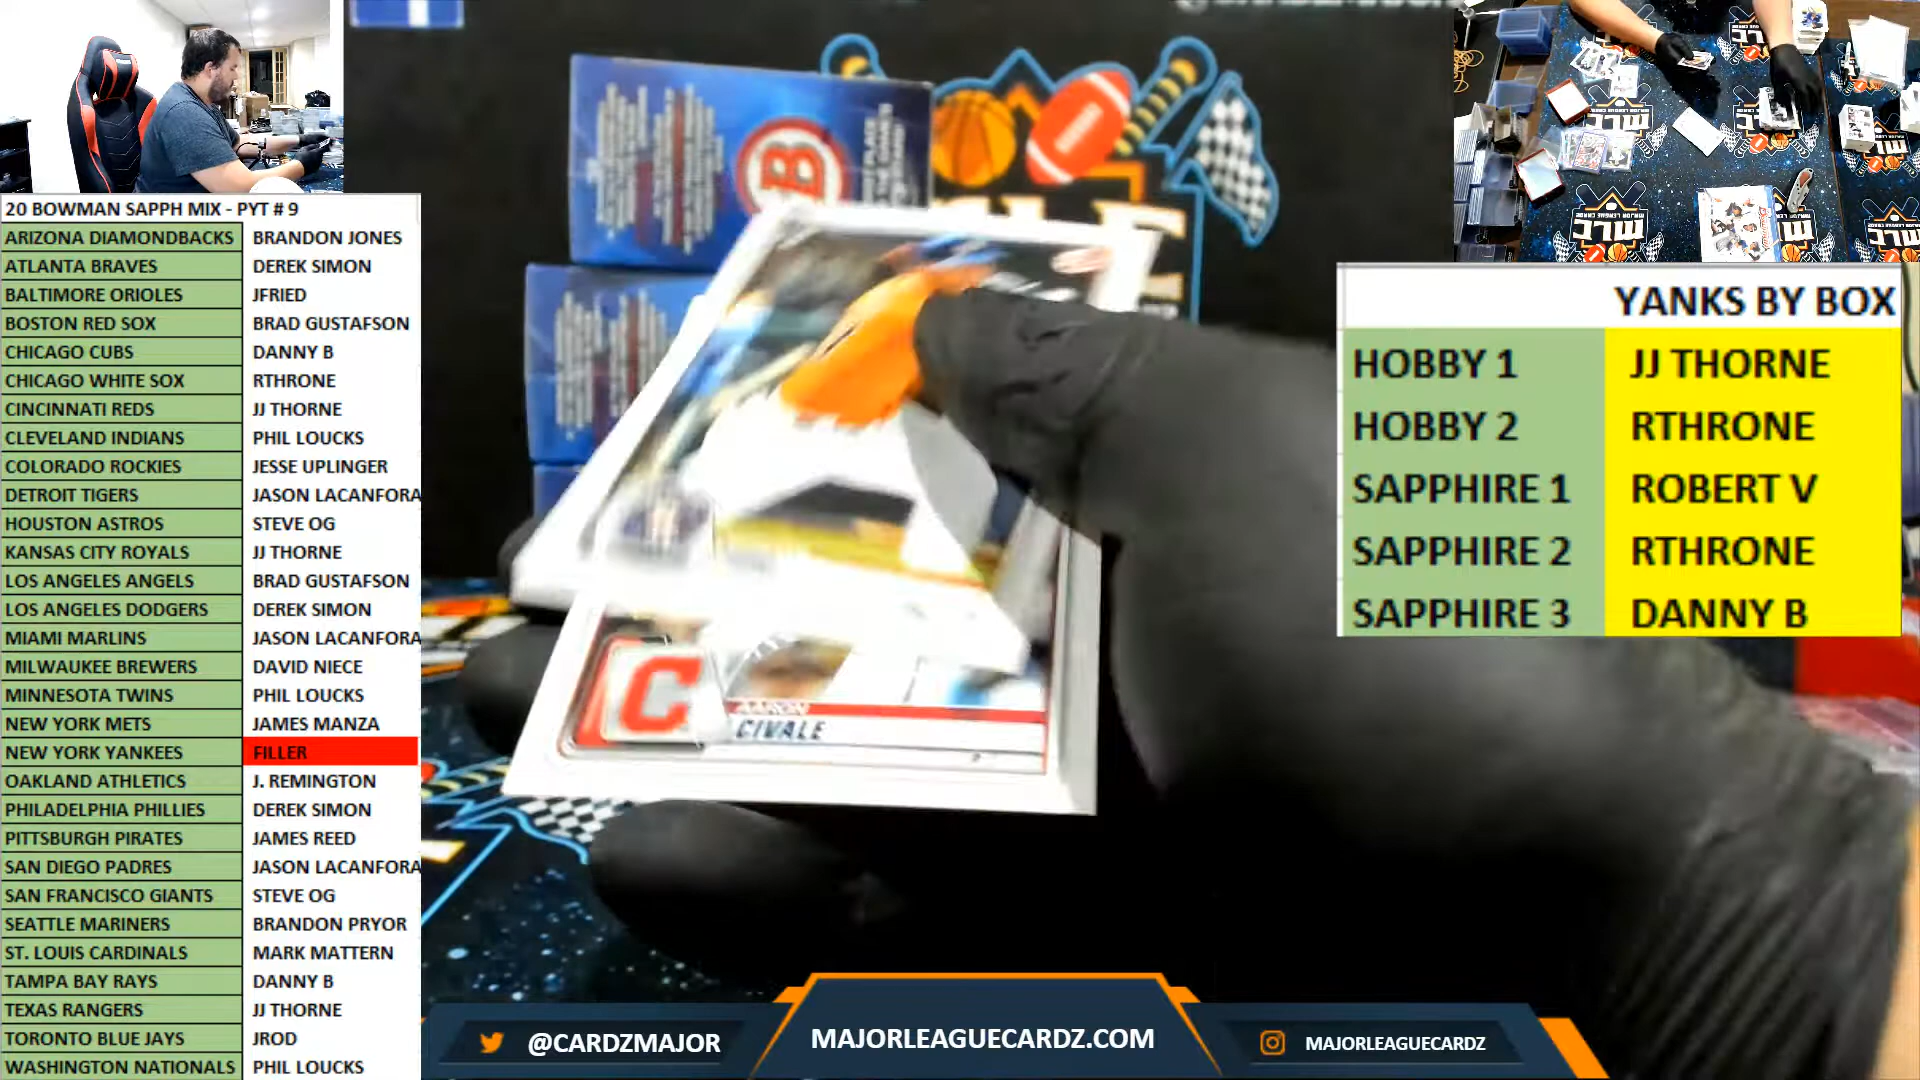 20 BOWMAN SAPPH MIX - PYT # 9
ARIZONA DIAMONDBACKS BRANDON JONES
ATLANTA BRAVES DEREK SIMON
BALTIMORE ORIOLES JFRIED
BOSTON RED SOX BRAD GUSTAFSON
CHICAGO CUBS DANNY B
CHICAGO WHITE SOX RTHRONE
CINCINNATI REDS JJ THORNE
CLEVELAND INDIANS PHIL LOUCKS
COLORADO ROCKIES JESSE UPLINGER
DETROIT TIGERS JASON LACANFORA
HOUSTON ASTROS STEVE OG
KANSAS CITY ROYALS JJ THORNE
LOS ANGELES ANGELS BRAD GUSTAFSON
LOS ANGELES DODGERS DEREK SIMON
MIAMI MARLINS JASON LACANFORA
MILWAUKEE BREWERS DAVID NIECE
MINNESOTA TWINS PHIL LOUCKS
NEW YORK METS JAMES MANZA
NEW YORK YANKEES FILLER
OAKLAND ATHLETICS J. REMINGTON
PHILADELPHIA PHILLIES DEREK SIMON
PITTSBURGH PIRATES JAMES REED
SAN DIEGO PADRES JASON LACANFORA
SAN FRANCISCO GIANTS STEVE OG
SEATTLE MARINERS BRANDON PRYOR
ST. LOUIS CARDINALS MARK MATTERN
TAMPA BAY RAYS DANNY B
TEXAS RANGERS JJ THORNE
TORONTO BLUE JAYS JROD
WASHINGTON NATIONALS PHIL LOUCKS
YANKS BY BOX
HOBBY 1 JJ THORNE
HOBBY 2 RTHRONE
SAPPHIRE 1 ROBERT V
SAPPHIRE 2 RTHRONE
SAPPHIRE 3 DANNY B
B
C
AARON
CIVALE
@CARDZMAJOR
MAJORLEAGUECARDZ.COM
MAJORLEAGUECARDZ